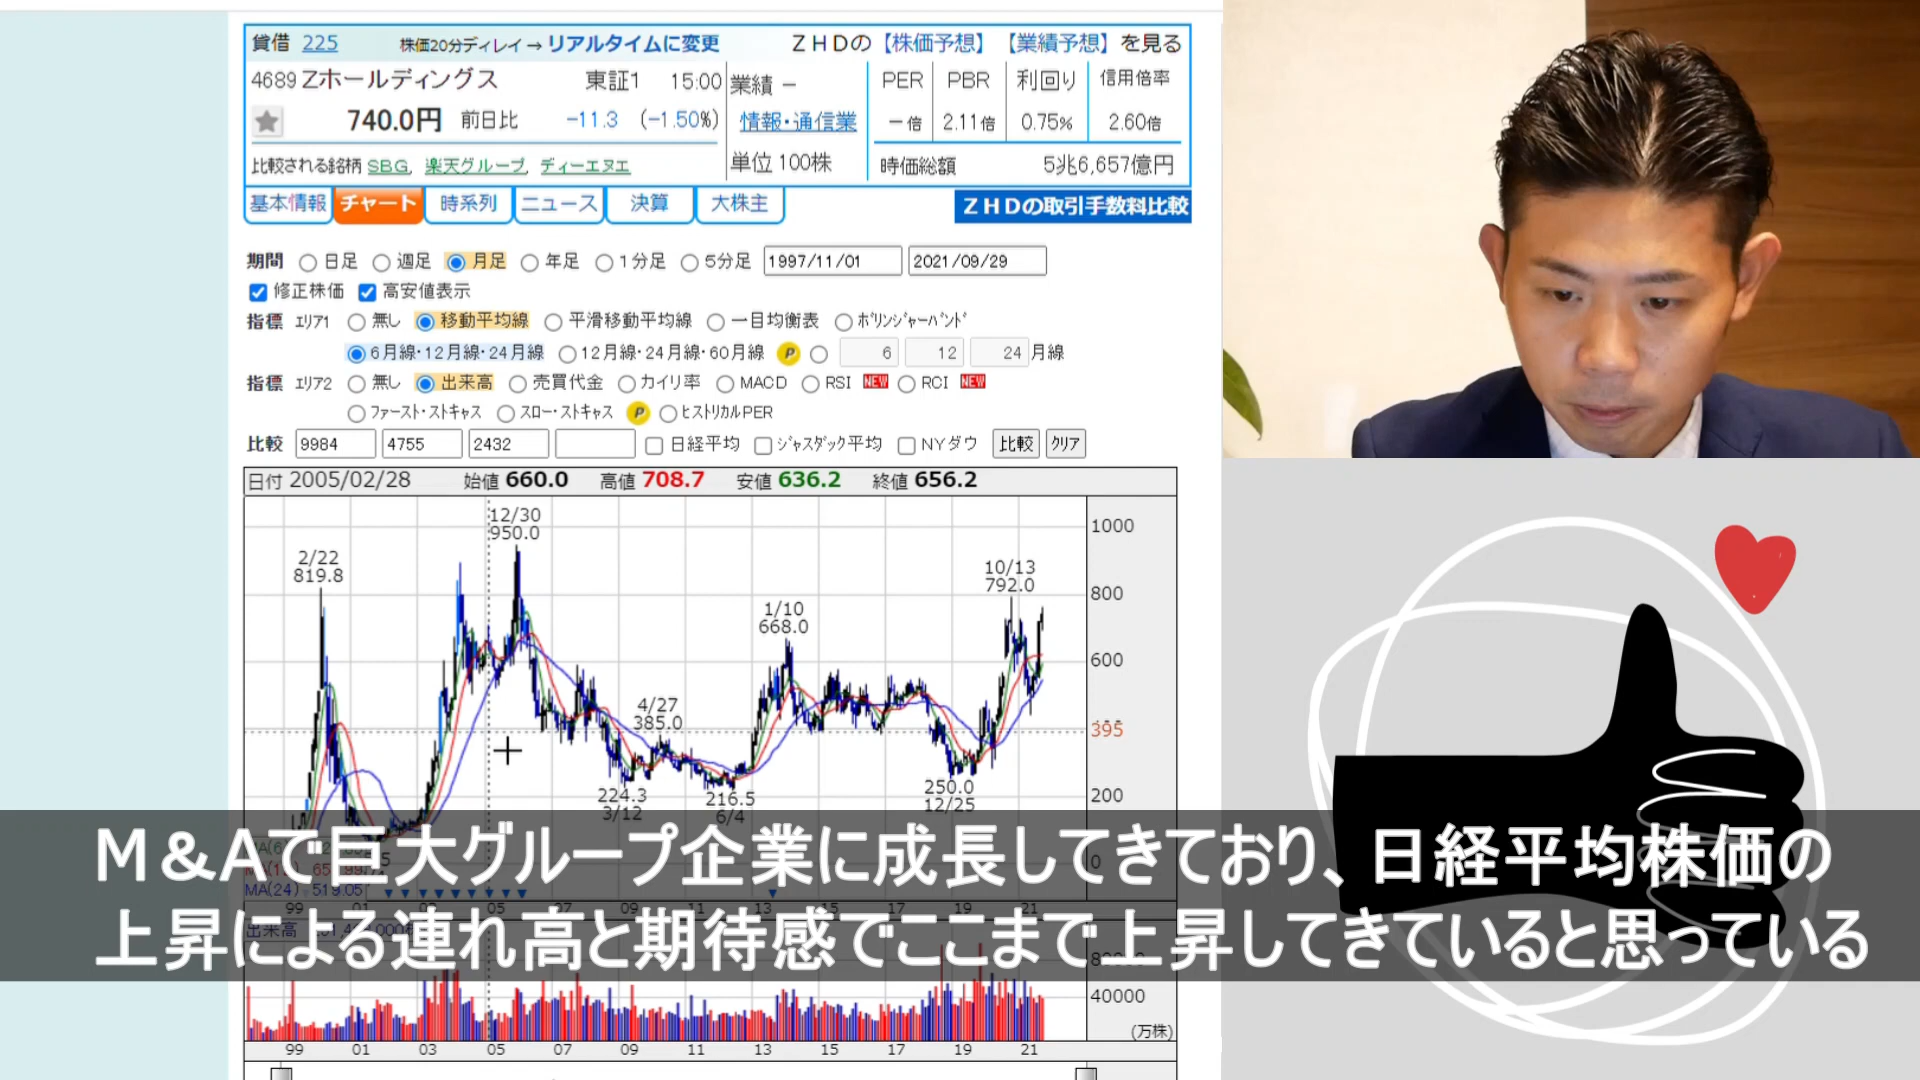 貸借 225 株価20分ディレイ→リアルタイムに変更 ZHDの【株価予想】【業績予想】を見る
4689 Zホールディングス 東証1 15:00 業績 － PER PBR 利回り 信用倍率
740.0円 前日比 −11.3 (−1.50%) 情報・通信業 －倍 2.11倍 0.75% 2.60倍
比較される銘柄 SBG, 楽天グループ, ディーエヌエ 単位 100株 時価総額 5兆6,657億円
基本情報 チャート 時系列 ニュース 決算 大株主 ZHDの取引手数料比較
期間 日足 週足 月足 年足 1分足 5分足 1997/11/01 2021/09/29
修正株価 高安値表示
指標 エリア1 無し 移動平均線 平滑移動平均線 一目均衡表 ボリンジャーバンド
6月線・12月線・24月線 12月線・24月線・60月線 P 6 12 24 月線
指標 エリア2 無し 出来高 売買代金 カイリ率 MACD RSI NEW RCI NEW
ファースト・ストキャス スロー・ストキャス P ヒストリカルPER
比較 9984 4755 2432 日経平均 ジャスダック平均 NYダウ 比較 クリア
日付 2005/02/28 始値 660.0 高値 708.7 安値 636.2 終値 656.2
12/30
950.0
1000
2/22
819.8
10/13
792.0
800
1/10
668.0
600
4/27
385.0
395
224.3
3/12
216.5
6/4
250.0
12/25
200
M&Aで巨大グループ企業に成長してきており、日経平均株価の
上昇による連れ高と期待感でここまで上昇してきていると思っている
0
MA(24) 519.05
99 05 09 11 13 17 19 21
出来高
40000
(万株)
99 01 03 05 07 09 11 13 15 17 19 21